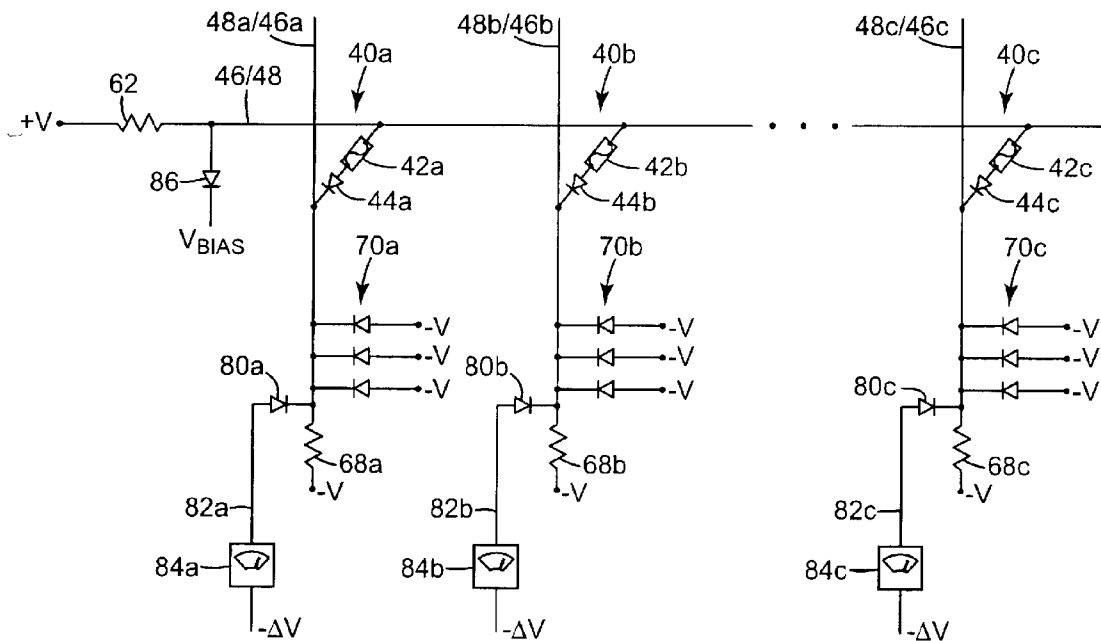 48a/46a 48b/46b 48c/46c
40a 40b 40c
62 46/48
+V
42a 42b 42c
86
44a 44b 44c
VBIAS
70a 70b 70c
-V -V -V
-V -V -V
80a 80b 80c
-V -V -V
68a 68b 68c
-V -V -V
82a 82b 82c
84a 84b 84c
-ΔV -ΔV -ΔV